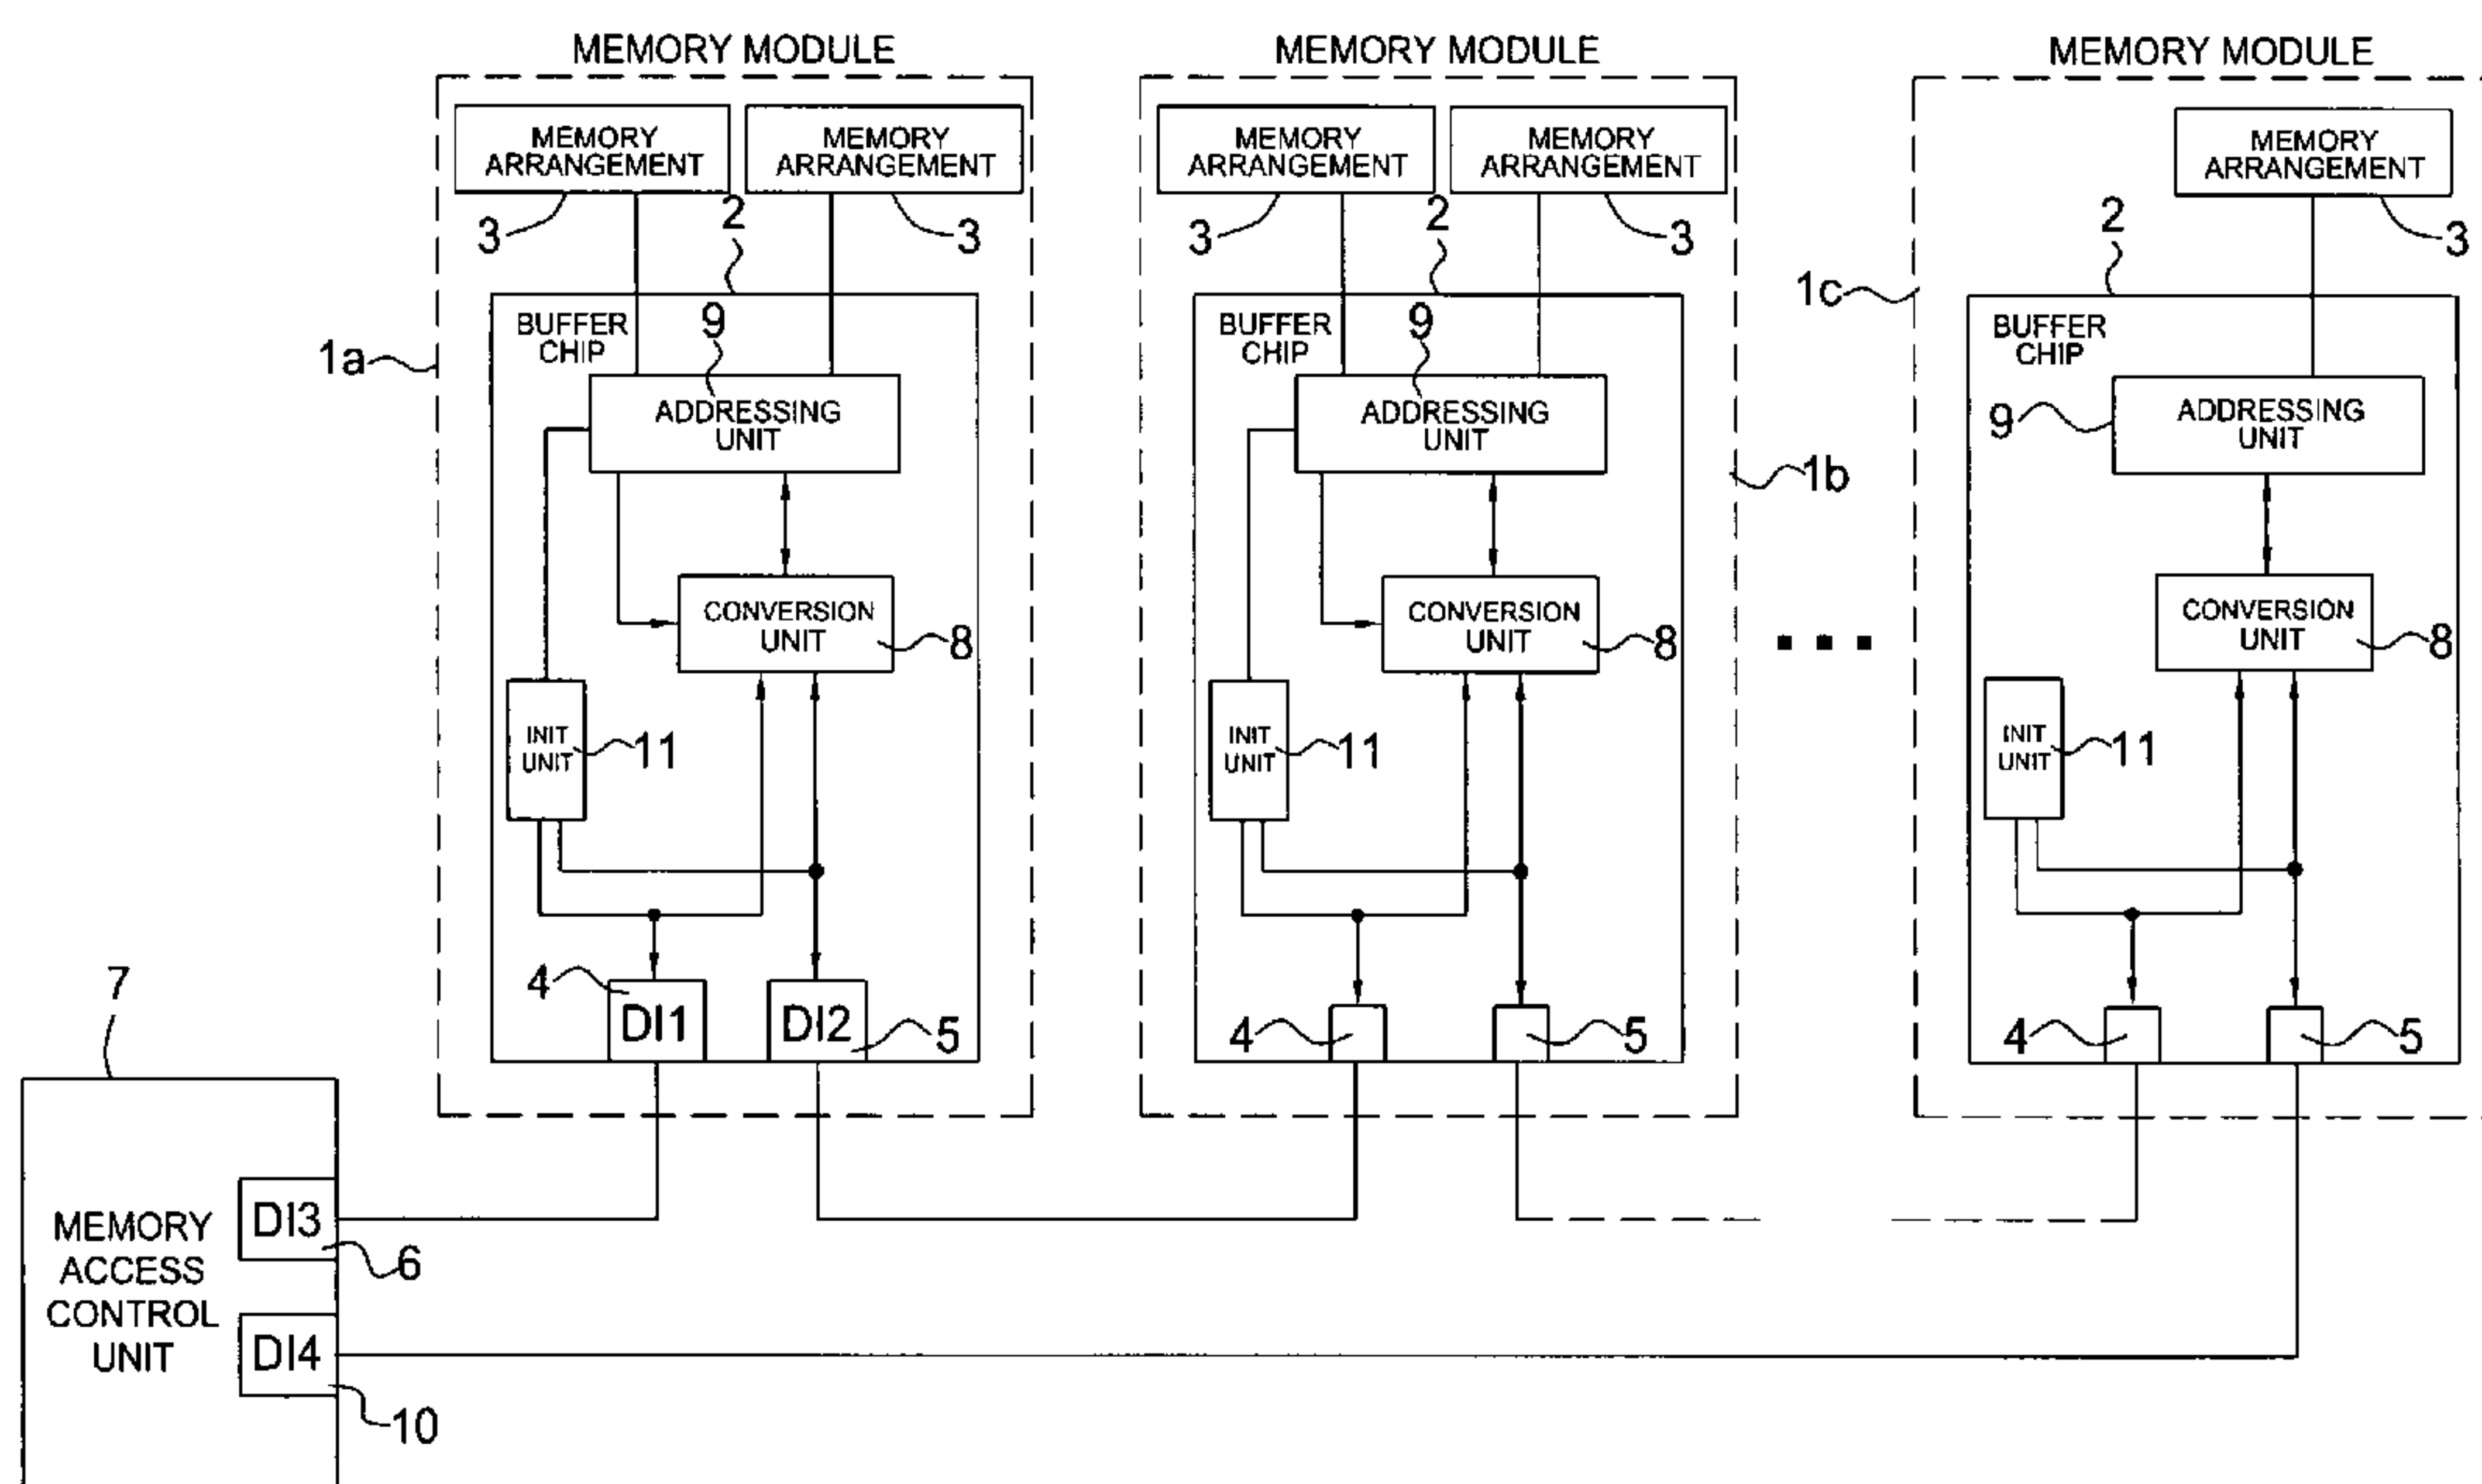 MEMORY MODULE
MEMORY MODULE
MEMORY MODULE
MEMORY
ARRANGEMENT
MEMORY
ARRANGEMENT
MEMORY
ARRANGEMENT
MEMORY
ARRANGEMENT
MEMORY
ARRANGEMENT
3
2
3
3
2
3
2
3
1a
BUFFER
CHIP
9
ADDRESSING
UNIT
BUFFER
CHIP
9
ADDRESSING
UNIT
1b
1c
BUFFER
CHIP
9
ADDRESSING
UNIT
CONVERSION
UNIT
8
CONVERSION
UNIT
8
CONVERSION
UNIT
8
INIT
UNIT
11
INIT
UNIT
11
INIT
UNIT
11
4
DI1
DI2
5
4
5
4
5
7
MEMORY
ACCESS
CONTROL
UNIT
DI3
6
DI4
10